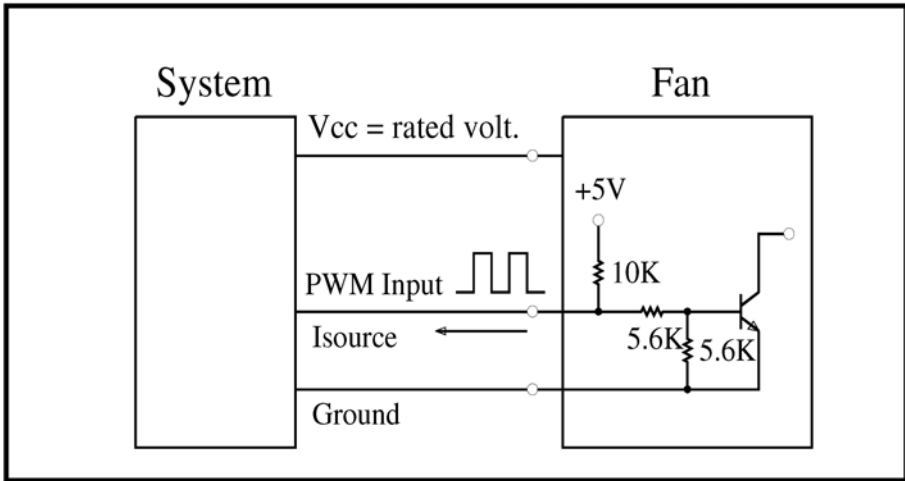 System
Fan
Vcc = rated volt.
+5V
10K
PWM Input
Isource
5.6K
5.6K
Ground